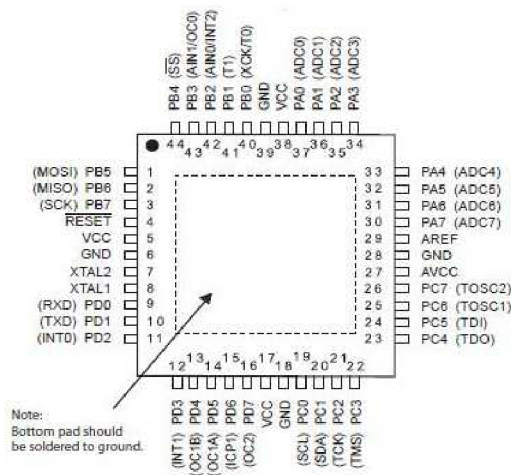 PB4 (SS)
PB3 (AIN1/OC0)
PB2 (AIN0/INT2)
PB1 (T1)
PB0 (XCK/T0)
GND
VCC
PA0 (ADC0)
PA1 (ADC1)
PA2 (ADC2)
PA3 (ADC3)
44
43
42
41
40
39
38
37
36
35
34
(MOSI) PB5 1
(MISO) PB6 2
(SCK) PB7 3
RESET 4
VCC 5
GND 6
XTAL2 7
XTAL1 8
(RXD) PD0 9
(TXD) PD1 10
(INT0) PD2 11
33 PA4 (ADC4)
32 PA5 (ADC5)
31 PA6 (ADC6)
30 PA7 (ADC7)
29 AREF
28 GND
27 AVCC
26 PC7 (TOSC2)
25 PC6 (TOSC1)
24 PC5 (TDI)
23 PC4 (TDO)
12
13
14
15
16
17
18
19
20
21
22
(INT1) PD3
(OC1B) PD4
(OC1A) PD5
(ICP1) PD6
(OC2) PD7
VCC
GND
(SCL) PC0
(SDA) PC1
(TCK) PC2
(TMS) PC3
Note:
Bottom pad should
be soldered to ground.